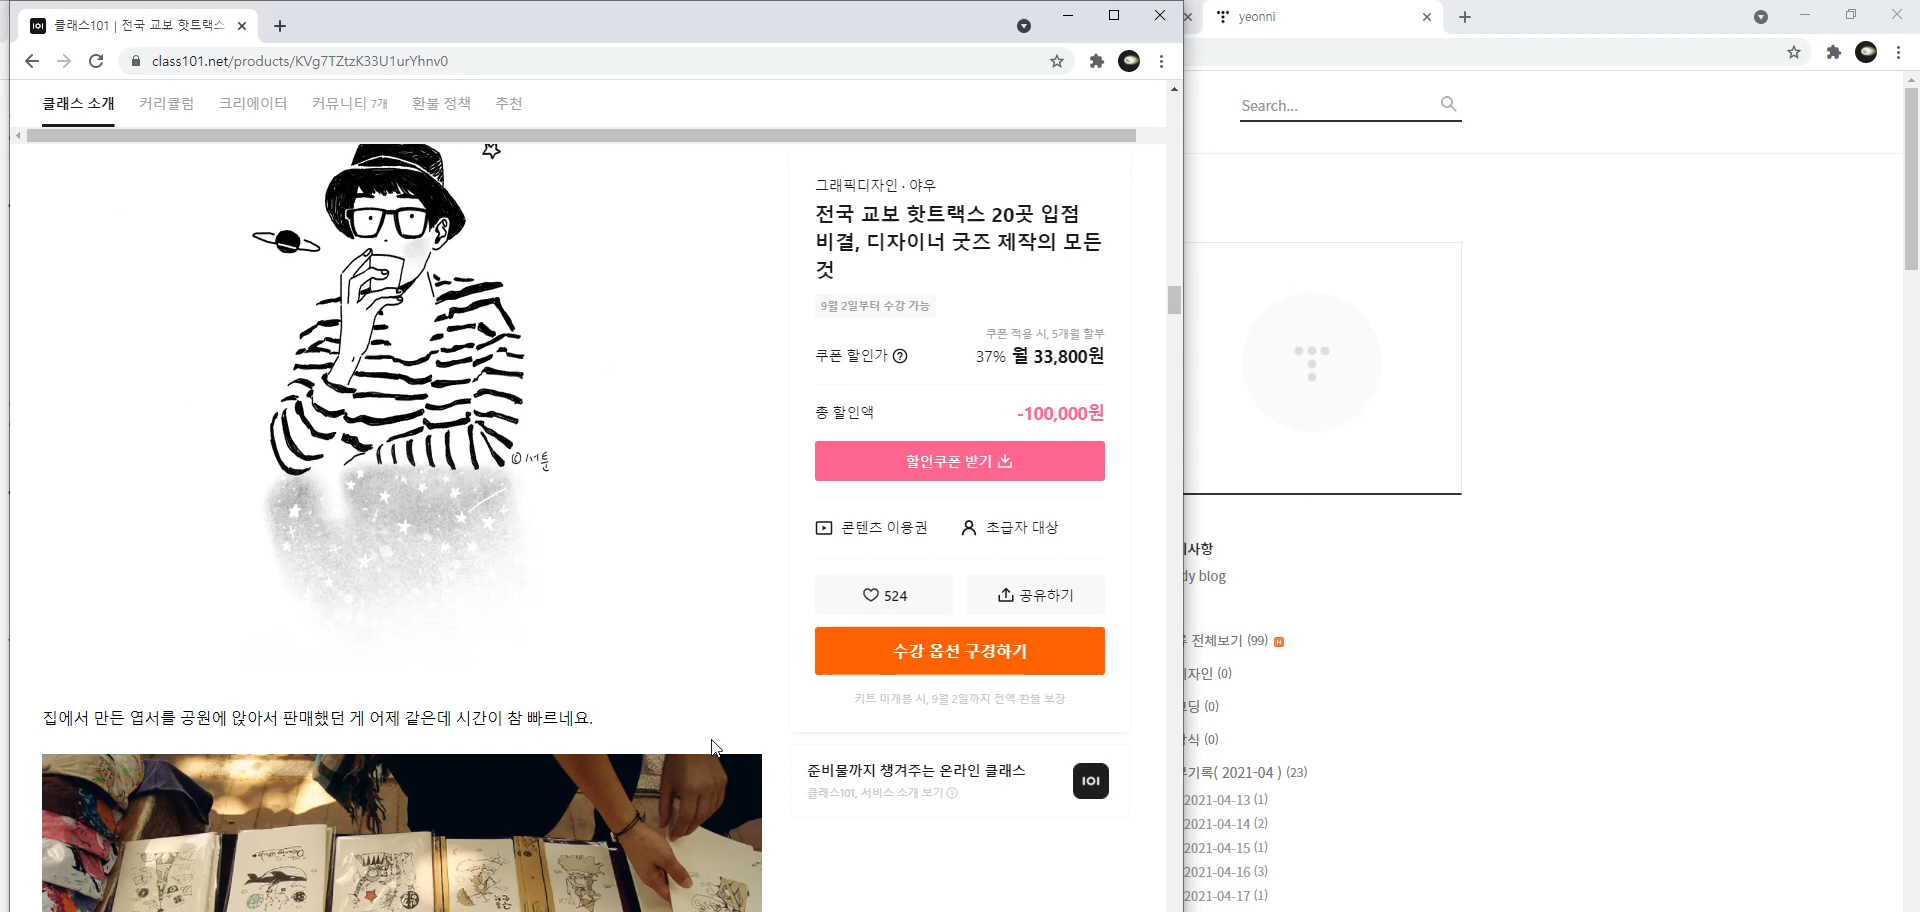 클래스101 | 전국 교보 핫트랙스
class101.net/products/KVg7TZtzK33U1urYhnv0
클래스 소개 커리큘럼 크리에이터 커뮤니티 7개 환불 정책 추천
©서툰
집에서 만든 엽서를 공원에 앉아서 판매했던 게 어제 같은데 시간이 참 빠르네요.
그래픽디자인 · 야우
전국 교보 핫트랙스 20곳 입점
비결, 디자이너 굿즈 제작의 모든
것
9월 2일부터 수강 가능
쿠폰 적용 시, 5개월 할부
쿠폰 할인가 37% 월 33,800원
총 할인액 -100,000원
할인쿠폰 받기
콘텐츠 이용권 초급자 대상
524 공유하기
수강 옵션 구경하기
키트 미개봉 시, 9월 2일까지 전액 환불 보장
준비물까지 챙겨주는 온라인 클래스
클래스101, 서비스 소개 보기
101
yeonni
Search...
사항
dy blog
전체보기 (99) N
자인 (0)
딩 (0)
식 (0)
기록( 2021-04 ) (23)
2021-04-13 (1)
2021-04-14 (2)
2021-04-15 (1)
2021-04-16 (3)
2021-04-17 (1)